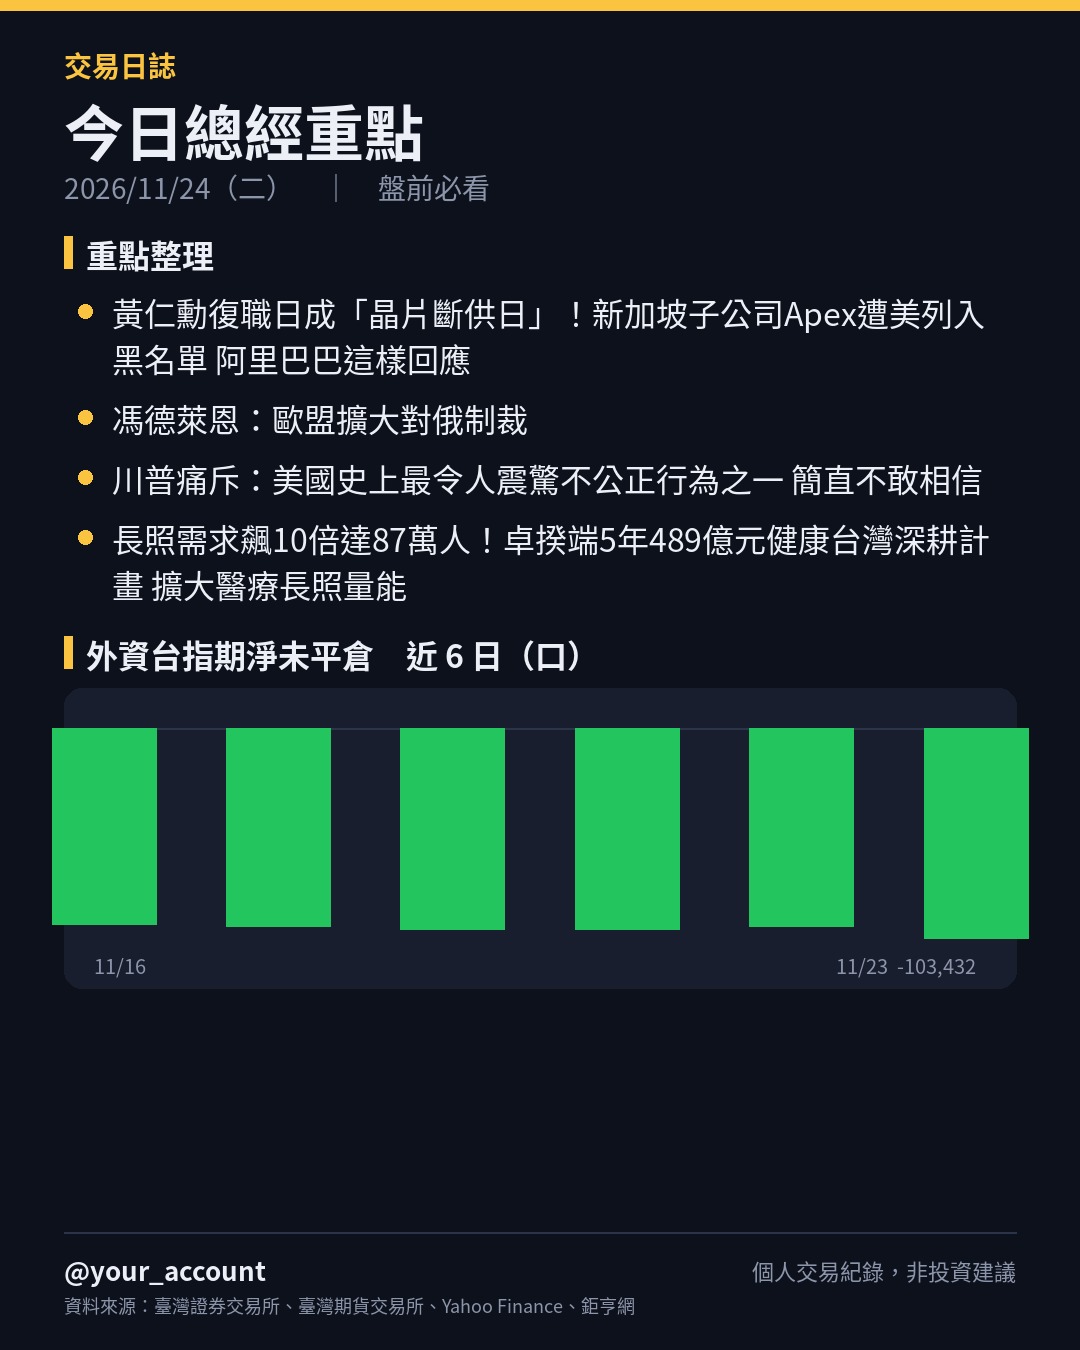 交易日誌
今日總經重點
2026/11/24（二） ｜ 盤前必看
重點整理
黃仁勳復職日成「晶片斷供日」！新加坡子公司Apex遭美列入
黑名單 阿里巴巴這樣回應
馮德萊恩：歐盟擴大對俄制裁
川普痛斥：美國史上最令人震驚不公正行為之一 簡直不敢相信
長照需求飆10倍達87萬人！卓揆端5年489億元健康台灣深耕計
畫 擴大醫療長照量能
外資台指期淨未平倉　近 6 日（口）
11/16
11/23 -103,432
@your_account
個人交易紀錄，非投資建議
資料來源：臺灣證券交易所、臺灣期貨交易所、Yahoo Finance、鉅亨網